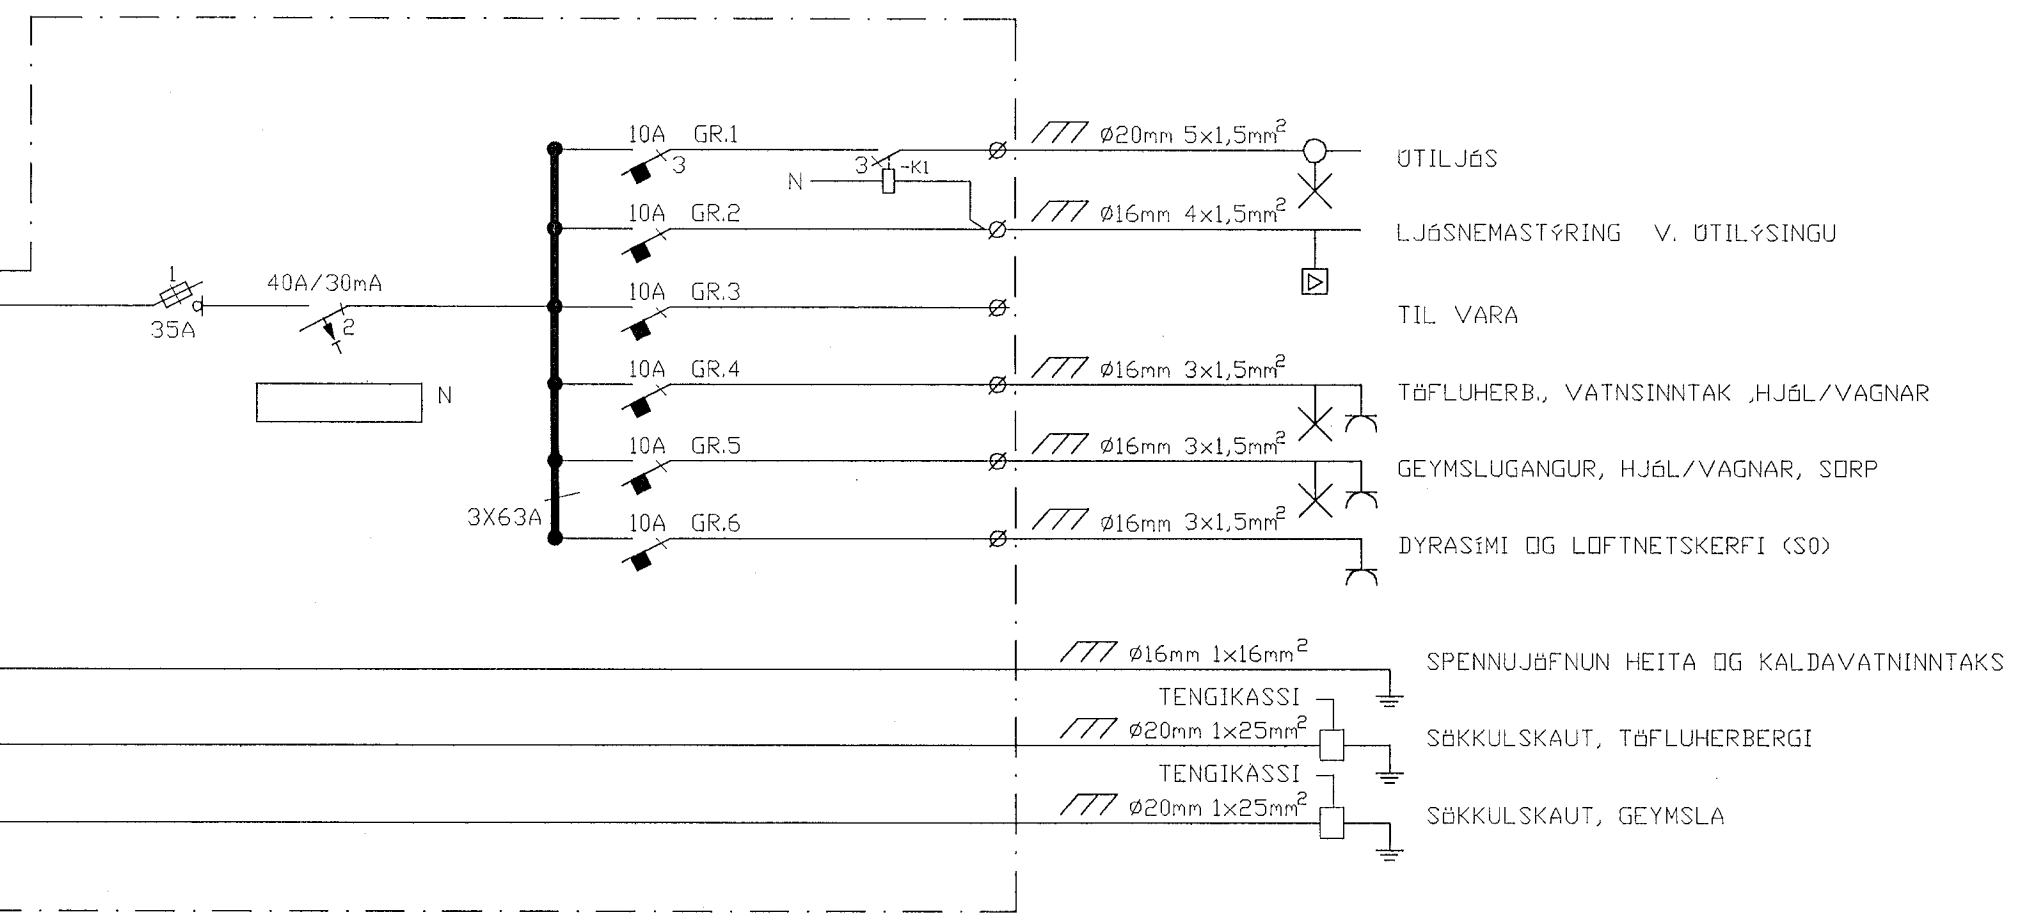 10A GR.1 Ø20mm 5x1,5mm²
3 3 -K1 ÚTILJÓS
N
10A GR.2 Ø16mm 4x1,5mm²
LJÓSNEMASTÝRING V. ÚTILÝSINGU
1 40A/30mA 10A GR.3
35A 2 TIL VARA
T
10A GR.4 Ø16mm 3x1,5mm²
N TÖFLUHERB., VATNSINNTAK ,HJÓL/VAGNAR
10A GR.5 Ø16mm 3x1,5mm²
GEYMSLUGANGUR, HJÓL/VAGNAR, SORP
3X63A 10A GR.6 Ø16mm 3x1,5mm²
DYRASÍMI OG LOFTNETSKERFI (SO)
Ø16mm 1x16mm²
SPENNUJÖFNUN HEITA OG KALDAVATNINNTAKS
TENGIKASSI
Ø20mm 1x25mm²
SÖKKULSKAUT, TÖFLUHERBERGI
TENGIKASSI
Ø20mm 1x25mm²
SÖKKULSKAUT, GEYMSLA